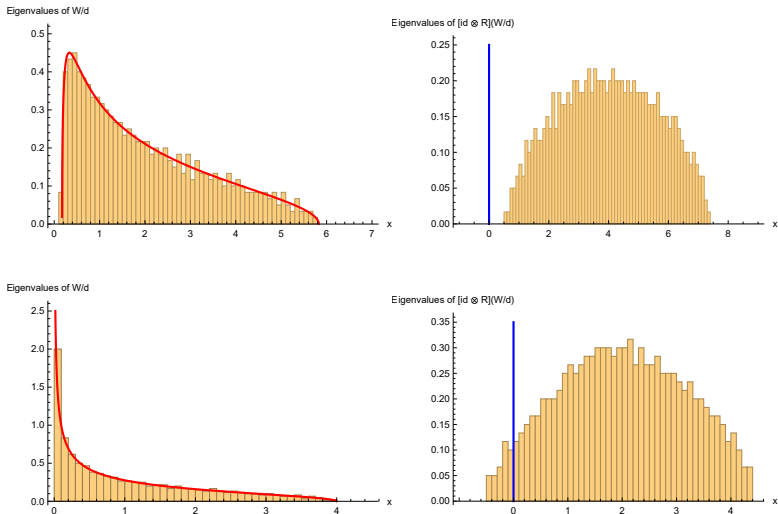 Eigenvalues of W/d
0.5
0.4
0.3
0.2
0.1
0.0
0 1 2 3 4 5 6 7
x
Eigenvalues of [id ⊗ R](W/d)
0.25
0.20
0.15
0.10
0.05
0.00
0 2 4 6 8
x
Eigenvalues of W/d
2.5
2.0
1.5
1.0
0.5
0.0
0 1 2 3 4
x
Eigenvalues of [id ⊗ R](W/d)
0.35
0.30
0.25
0.20
0.15
0.10
0.05
0.00
0 1 2 3 4
x